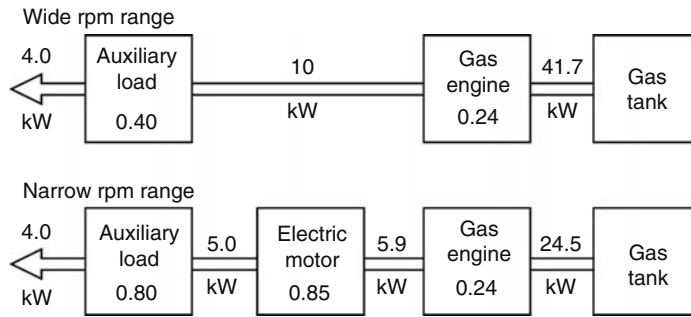 Wide rpm range
4.0
kW
Auxiliary
load
0.40
10
kW
Gas
engine
0.24
41.7
kW
Gas
tank
Narrow rpm range
4.0
kW
Auxiliary
load
0.80
5.0
kW
Electric
motor
0.85
5.9
kW
Gas
engine
0.24
24.5
kW
Gas
tank